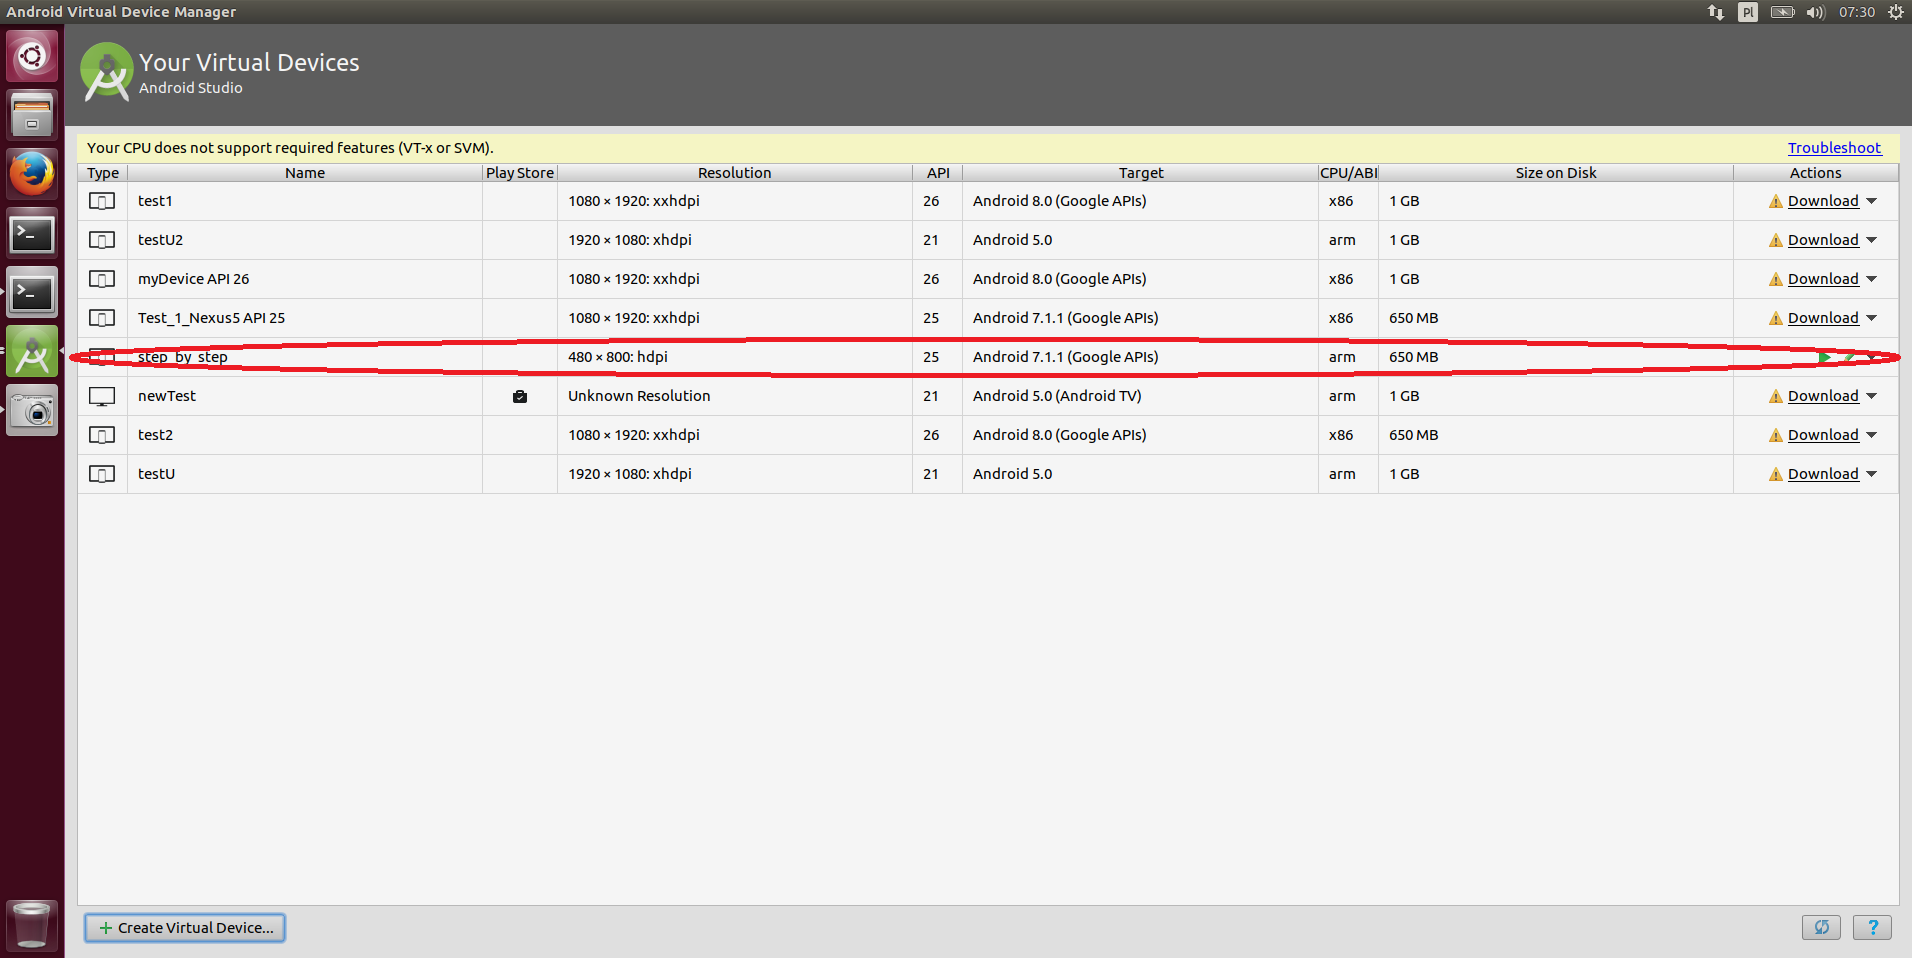 Android Virtual Device Manager
Pl
07:30
Your Virtual Devices
Android Studio
Your CPU does not support required features (VT-x or SVM). Troubleshoot
Type Name Play Store Resolution API Target CPU/ABI Size on Disk Actions
test1 1080 × 1920: xxhdpi 26 Android 8.0 (Google APIs) x86 1 GB Download
testU2 1920 × 1080: xhdpi 21 Android 5.0 arm 1 GB Download
myDevice API 26 1080 × 1920: xxhdpi 26 Android 8.0 (Google APIs) x86 1 GB Download
Test_1_Nexus5 API 25 1080 × 1920: xxhdpi 25 Android 7.1.1 (Google APIs) x86 650 MB Download
step_by_step 480 × 800: hdpi 25 Android 7.1.1 (Google APIs) arm 650 MB
newTest Unknown Resolution 21 Android 5.0 (Android TV) arm 1 GB Download
test2 1080 × 1920: xxhdpi 26 Android 8.0 (Google APIs) x86 650 MB Download
testU 1920 × 1080: xhdpi 21 Android 5.0 arm 1 GB Download
+ Create Virtual Device...
?